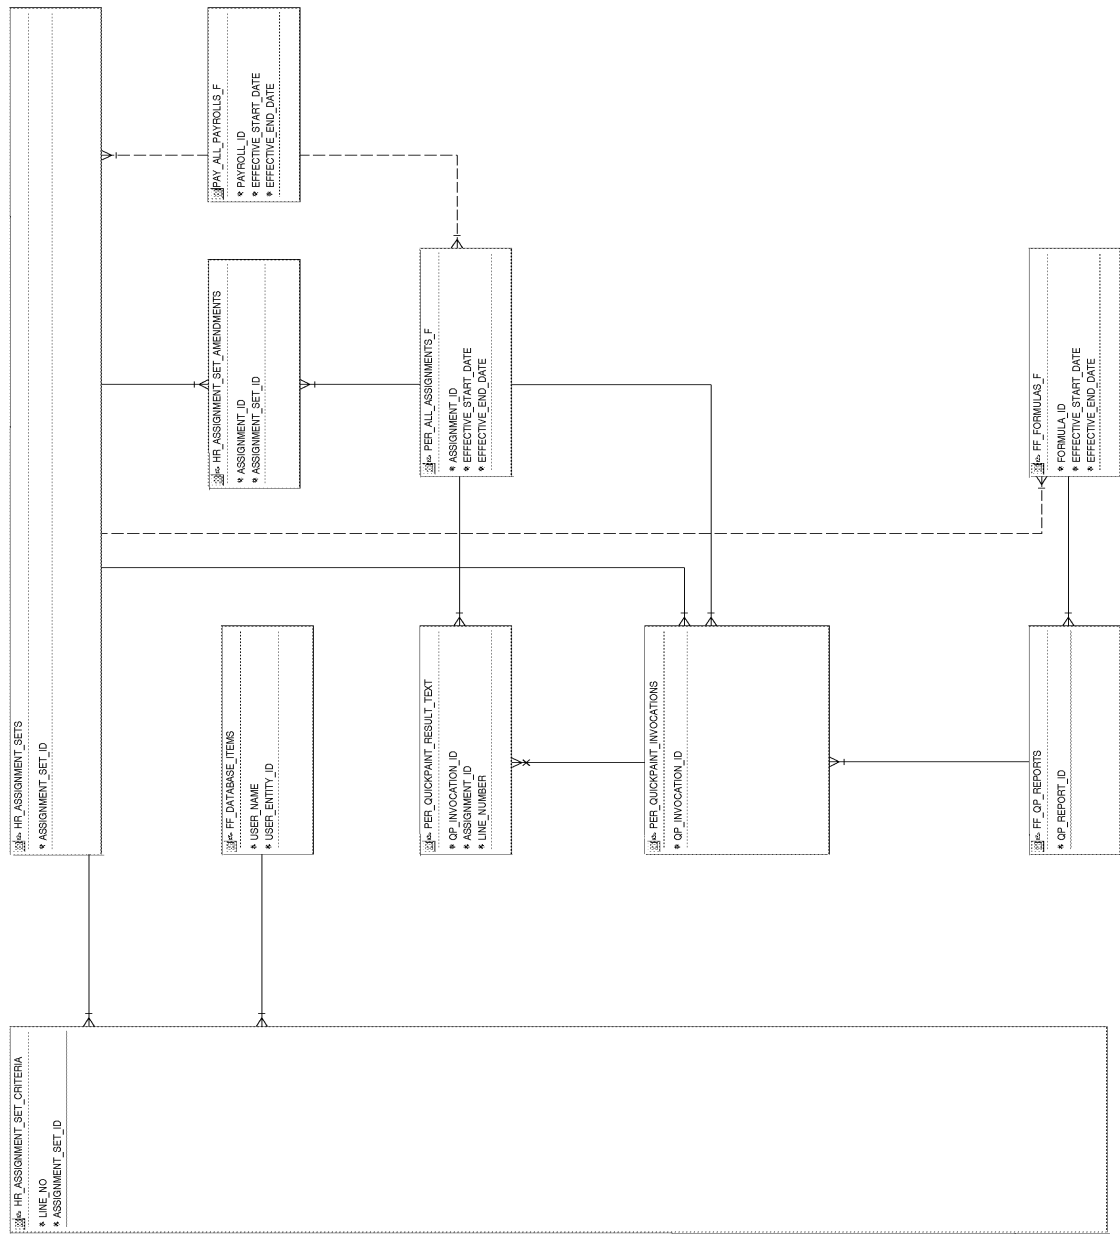 HR_ASSIGNMENT_SETS
* ASSIGNMENT_SET_ID
PAY_ALL_PAYROLLS_F
* PAYROLL_ID
* EFFECTIVE_START_DATE
* EFFECTIVE_END_DATE
HR_ASSIGNMENT_SET_AMENDMENTS
* ASSIGNMENT_ID
* ASSIGNMENT_SET_ID
PER_ALL_ASSIGNMENTS_F
* ASSIGNMENT_ID
* EFFECTIVE_START_DATE
* EFFECTIVE_END_DATE
FF_FORMULAS_F
* FORMULA_ID
* EFFECTIVE_START_DATE
* EFFECTIVE_END_DATE
FF_DATABASE_ITEMS
* USER_NAME
* USER_ENTITY_ID
PER_QUICKPAINT_RESULT_TEXT
* QP_INVOCATION_ID
* ASSIGNMENT_ID
* LINE_NUMBER
PER_QUICKPAINT_INVOCATIONS
* QP_INVOCATION_ID
FF_QP_REPORTS
* QP_REPORT_ID
HR_ASSIGNMENT_SET_CRITERIA
* LINE_NO
* ASSIGNMENT_SET_ID